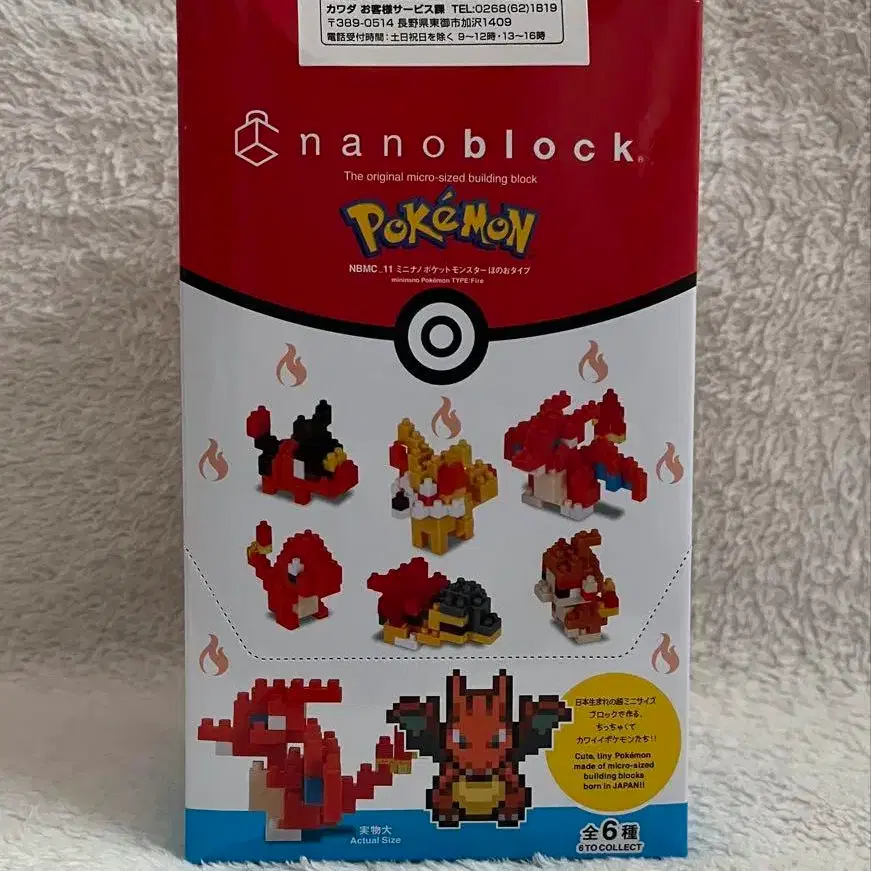 カワダ お客様サービス課 TEL:0268(62)1819
〒389-0514 長野県東御市加沢1409
電話受付時間:土日祝日を除く 9〜12時・13〜16時
nanoblock®
The original micro-sized building block
POKéMON
NBMC_11 ミニナノ ポケットモンスター ほのおタイプ
mininano Pokémon TYPE:Fire
日本生まれの超ミニサイズ
ブロックで作る、
ちっちゃくて
カワイイポケモンたち!!
Cute, tiny Pokémon
made of micro-sized
building blocks
born in JAPAN!!
実物大
Actual Size
全6種
6 TO COLLECT